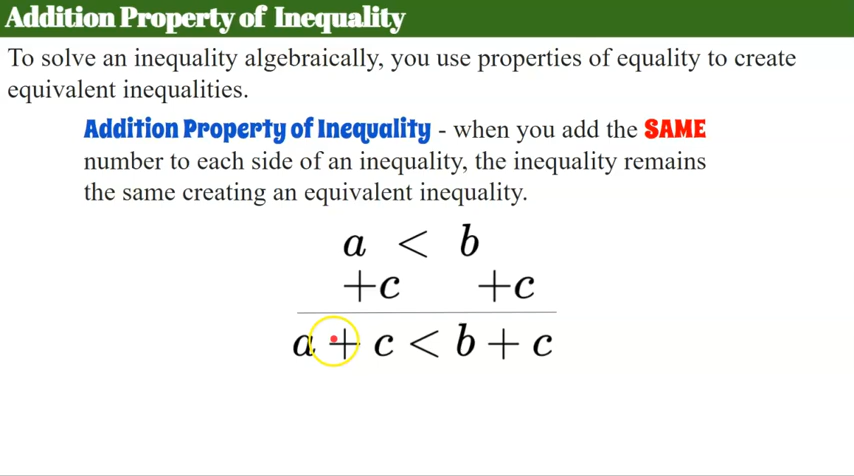 Addition Property of Inequality
To solve an inequality algebraically, you use properties of equality to create
equivalent inequalities.
Addition Property of Inequality - when you add the SAME
number to each side of an inequality, the inequality remains
the same creating an equivalent inequality.
a < b
+c +c
a + c < b + c